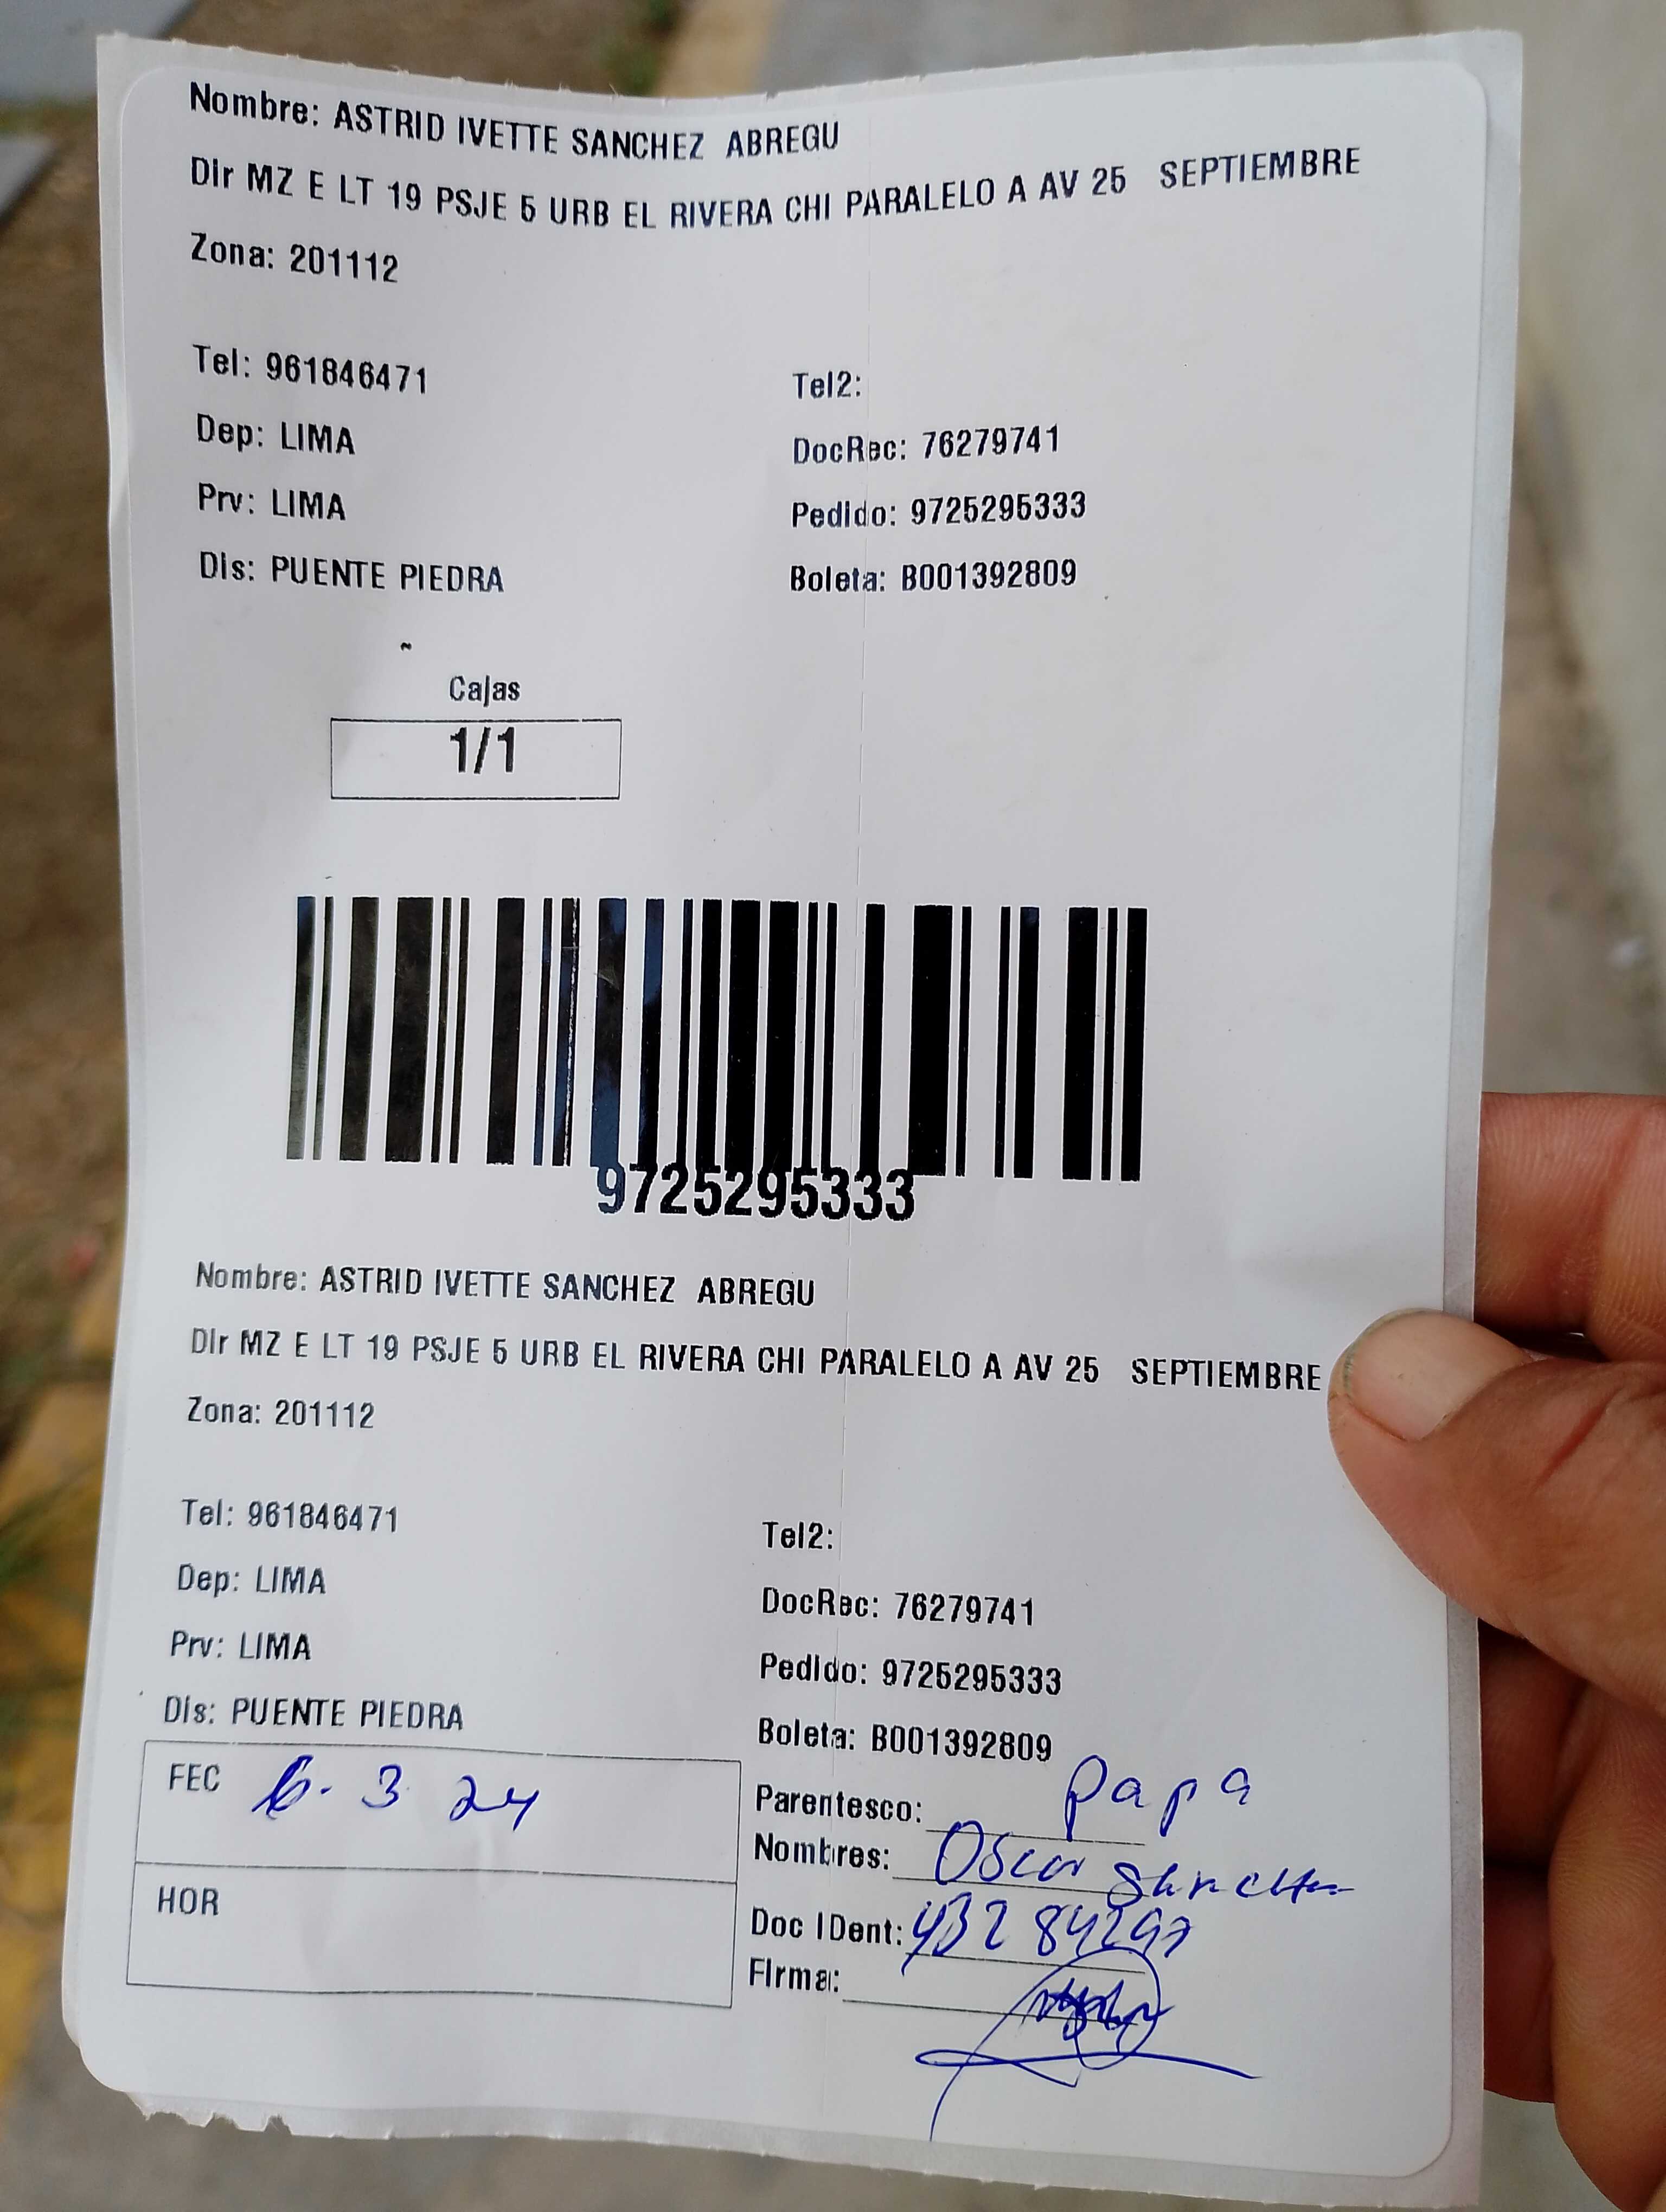 Nombre: ASTRID IVETTE SANCHEZ ABREGU
Dir MZ E LT 19 PSJE 5 URB EL RIVERA CHI PARALELO A AV 25 SEPTIEMBRE
Zona: 201112
Tel: 961846471
Tel2:
Dep: LIMA
DocRec: 76279741
Prv: LIMA
Pedido: 9725295333
Dis: PUENTE PIEDRA
Boleta: B001392809
Cajas
1/1
9725295333
Nombre: ASTRID IVETTE SANCHEZ ABREGU
Dir MZ E LT 19 PSJE 5 URB EL RIVERA CHI PARALELO A AV 25 SEPTIEMBRE
Zona: 201112
Tel: 961846471
Tel2:
Dep: LIMA
DocRec: 76279741
Prv: LIMA
Pedido: 9725295333
Dis: PUENTE PIEDRA
Boleta: B001392809
FEC 6. 3 24
Parentesco: papa
Nombres: Oscar
HOR
Doc IDent: 43284297
Firma: